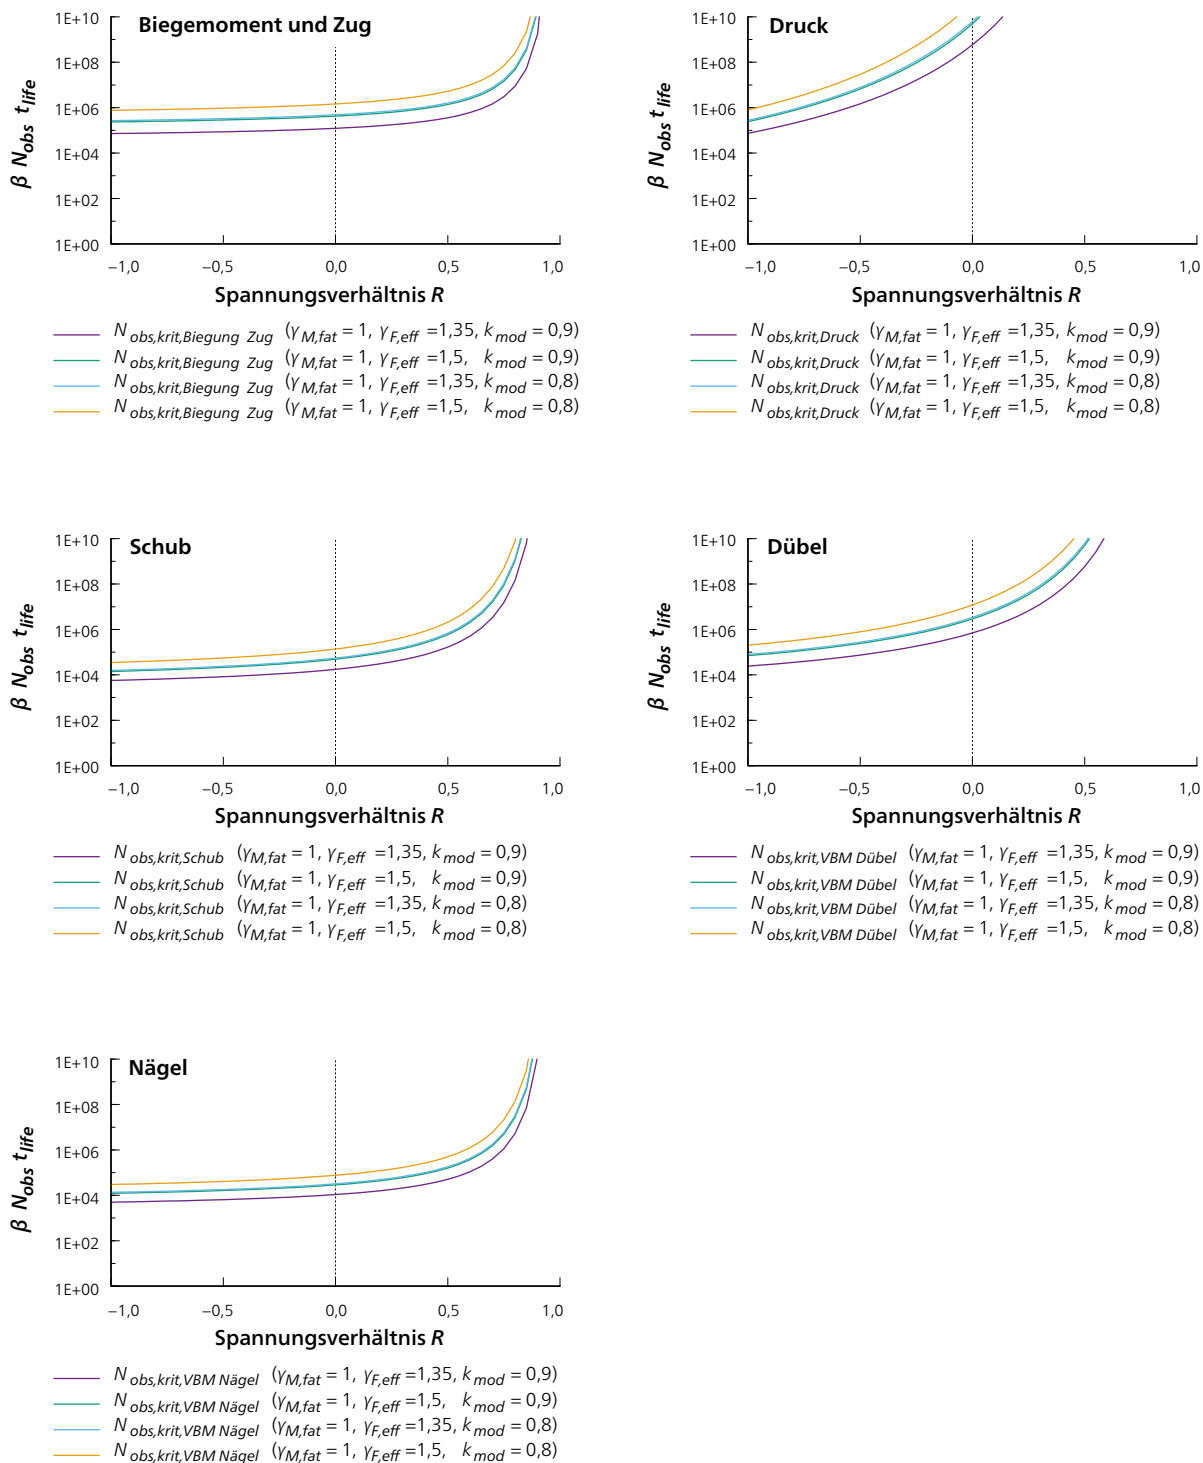 Biegemoment und Zug
β N_obs t_life
1E+10
1E+08
1E+06
1E+04
1E+02
1E+00
−1,0 −0,5 0,0 0,5 1,0
Spannungsverhältnis R
N_obs,krit,Biegung Zug (γ_M,fat = 1, γ_F,eff =1,35, k_mod = 0,9)
N_obs,krit,Biegung Zug (γ_M,fat = 1, γ_F,eff =1,5, k_mod = 0,9)
N_obs,krit,Biegung Zug (γ_M,fat = 1, γ_F,eff =1,35, k_mod = 0,8)
N_obs,krit,Biegung Zug (γ_M,fat = 1, γ_F,eff =1,5, k_mod = 0,8)
Druck
β N_obs t_life
1E+10
1E+08
1E+06
1E+04
1E+02
1E+00
−1,0 −0,5 0,0 0,5 1,0
Spannungsverhältnis R
N_obs,krit,Druck (γ_M,fat = 1, γ_F,eff =1,35, k_mod = 0,9)
N_obs,krit,Druck (γ_M,fat = 1, γ_F,eff =1,5, k_mod = 0,9)
N_obs,krit,Druck (γ_M,fat = 1, γ_F,eff =1,35, k_mod = 0,8)
N_obs,krit,Druck (γ_M,fat = 1, γ_F,eff =1,5, k_mod = 0,8)
Schub
β N_obs t_life
1E+10
1E+08
1E+06
1E+04
1E+02
1E+00
−1,0 −0,5 0,0 0,5 1,0
Spannungsverhältnis R
N_obs,krit,Schub (γ_M,fat = 1, γ_F,eff =1,35, k_mod = 0,9)
N_obs,krit,Schub (γ_M,fat = 1, γ_F,eff =1,5, k_mod = 0,9)
N_obs,krit,Schub (γ_M,fat = 1, γ_F,eff =1,35, k_mod = 0,8)
N_obs,krit,Schub (γ_M,fat = 1, γ_F,eff =1,5, k_mod = 0,8)
Dübel
β N_obs t_life
1E+10
1E+08
1E+06
1E+04
1E+02
1E+00
−1,0 −0,5 0,0 0,5 1,0
Spannungsverhältnis R
N_obs,krit,VBM Dübel (γ_M,fat = 1, γ_F,eff =1,35, k_mod = 0,9)
N_obs,krit,VBM Dübel (γ_M,fat = 1, γ_F,eff =1,5, k_mod = 0,9)
N_obs,krit,VBM Dübel (γ_M,fat = 1, γ_F,eff =1,35, k_mod = 0,8)
N_obs,krit,VBM Dübel (γ_M,fat = 1, γ_F,eff =1,5, k_mod = 0,8)
Nägel
β N_obs t_life
1E+10
1E+08
1E+06
1E+04
1E+02
1E+00
−1,0 −0,5 0,0 0,5 1,0
Spannungsverhältnis R
N_obs,krit,VBM Nägel (γ_M,fat = 1, γ_F,eff =1,35, k_mod = 0,9)
N_obs,krit,VBM Nägel (γ_M,fat = 1, γ_F,eff =1,5, k_mod = 0,9)
N_obs,krit,VBM Nägel (γ_M,fat = 1, γ_F,eff =1,35, k_mod = 0,8)
N_obs,krit,VBM Nägel (γ_M,fat = 1, γ_F,eff =1,5, k_mod = 0,8)